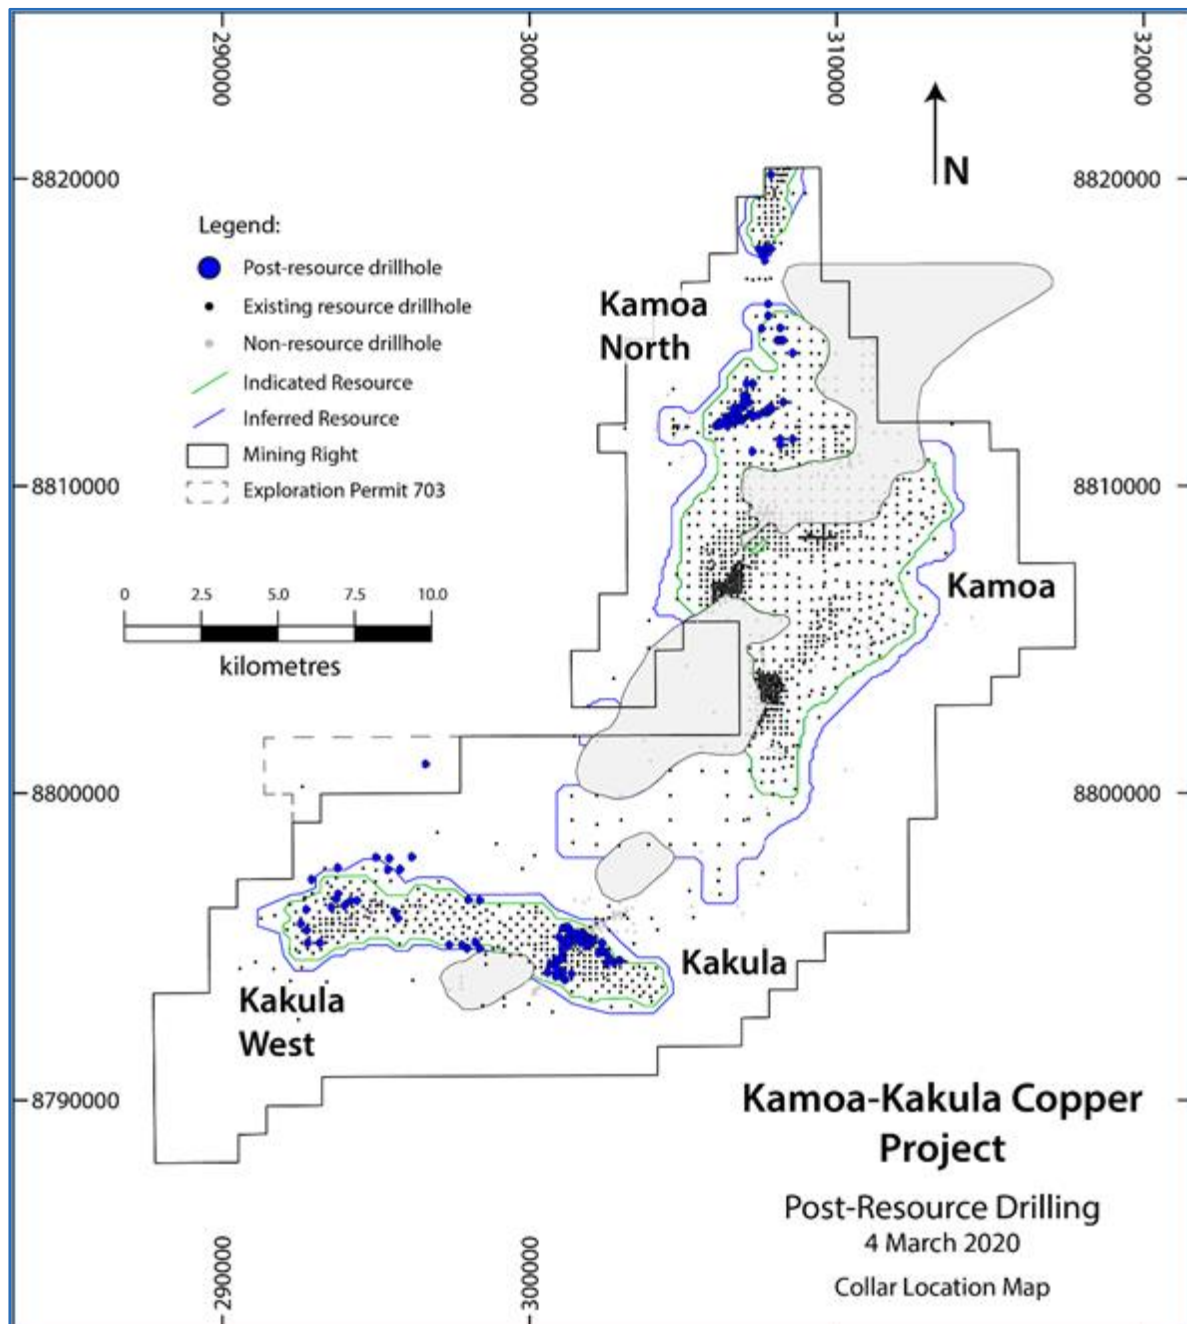 290000
300000
310000
320000
N
8820000
8820000
Legend:
Post-resource drillhole
Existing resource drillhole
Non-resource drillhole
Indicated Resource
Inferred Resource
Mining Right
Exploration Permit 703
Kamoa
North
8810000
8810000
0 2.5 5.0 7.5 10.0
kilometres
Kamoa
8800000
8800000
Kakula
Kakula
West
8790000
Kamoa-Kakula Copper
Project
Post-Resource Drilling
4 March 2020
Collar Location Map
290000
300000